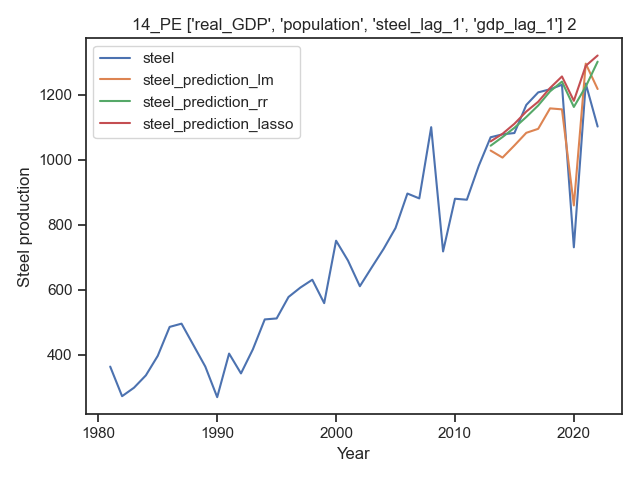 14_PE ['real_GDP', 'population', 'steel_lag_1', 'gdp_lag_1'] 2
steel
steel_prediction_lm
steel_prediction_rr
steel_prediction_lasso
Steel production
1200
1000
800
600
400
1980
1990
2000
2010
2020
Year